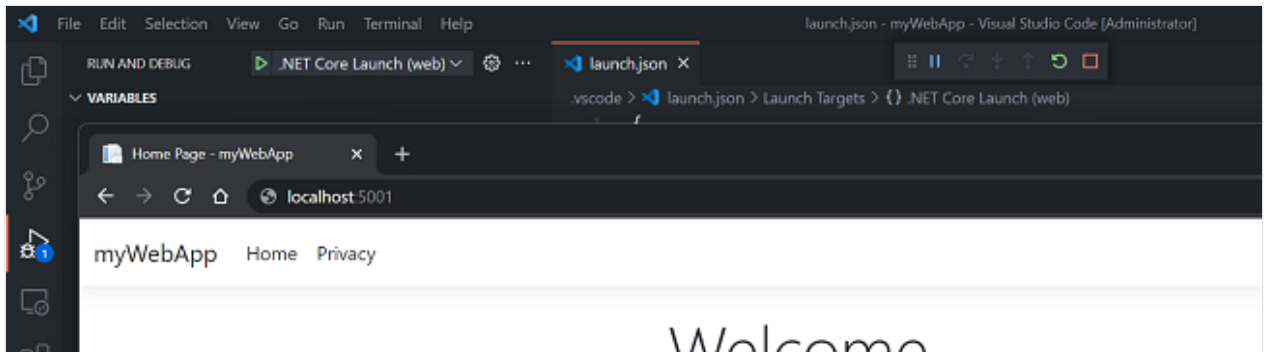 File Edit Selection View Go Run Terminal Help launch.json - myWebApp - Visual Studio Code [Administrator]
RUN AND DEBUG .NET Core Launch (web) ... launch.json
VARIABLES .vscode > launch.json > Launch Targets > {} .NET Core Launch (web)
1 {
Home Page - myWebApp
localhost:5001
1
myWebApp Home Privacy
Welcome